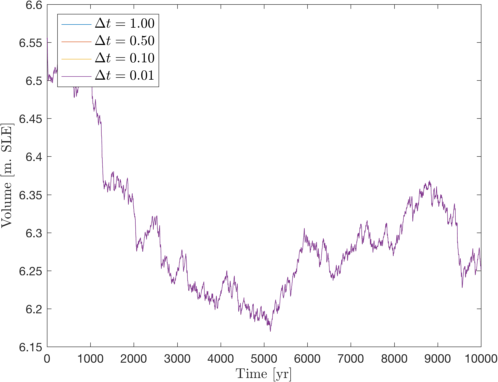 6.6
6.55
6.5
6.45
6.4
6.35
6.3
6.25
6.2
6.15
Volume [m. SLE]
Δt = 1.00
Δt = 0.50
Δt = 0.10
Δt = 0.01
0 1000 2000 3000 4000 5000 6000 7000 8000 9000 10000
Time [yr]